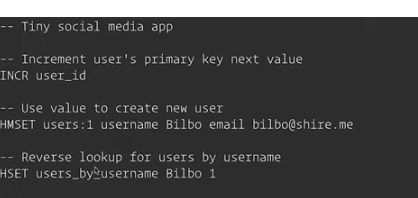 -- Tiny social media app
-- Increment user's primary key next value
INCR user_id
-- Use value to create new user
HMSET users:1 username Bilbo email bilbo@shire.me
-- Reverse lookup for users by username
HSET users_by_username Bilbo 1